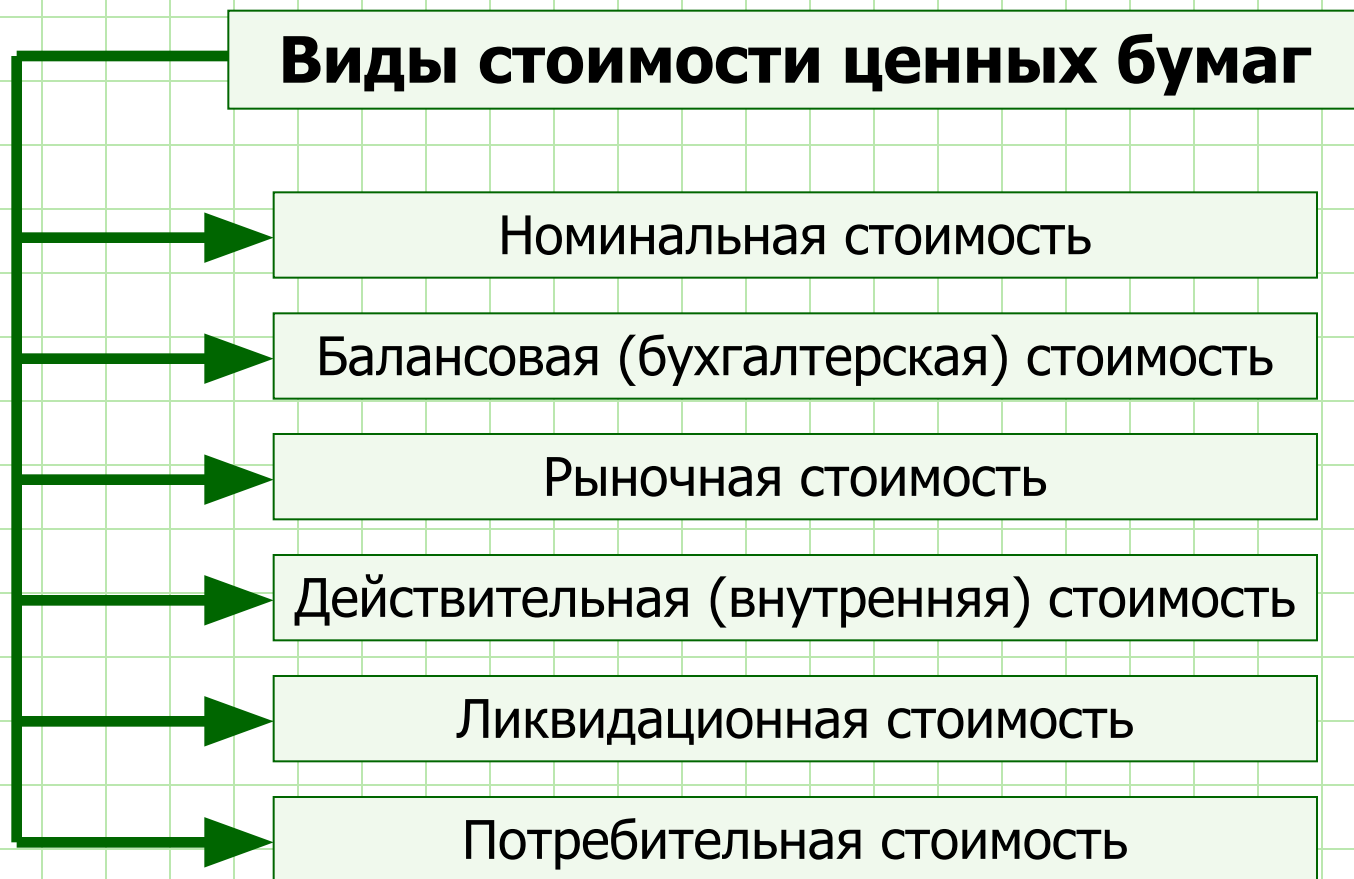 Виды стоимости ценных бумаг
Номинальная стоимость
Балансовая (бухгалтерская) стоимость
Рыночная стоимость
Действительная (внутренняя) стоимость
Ликвидационная стоимость
Потребительная стоимость